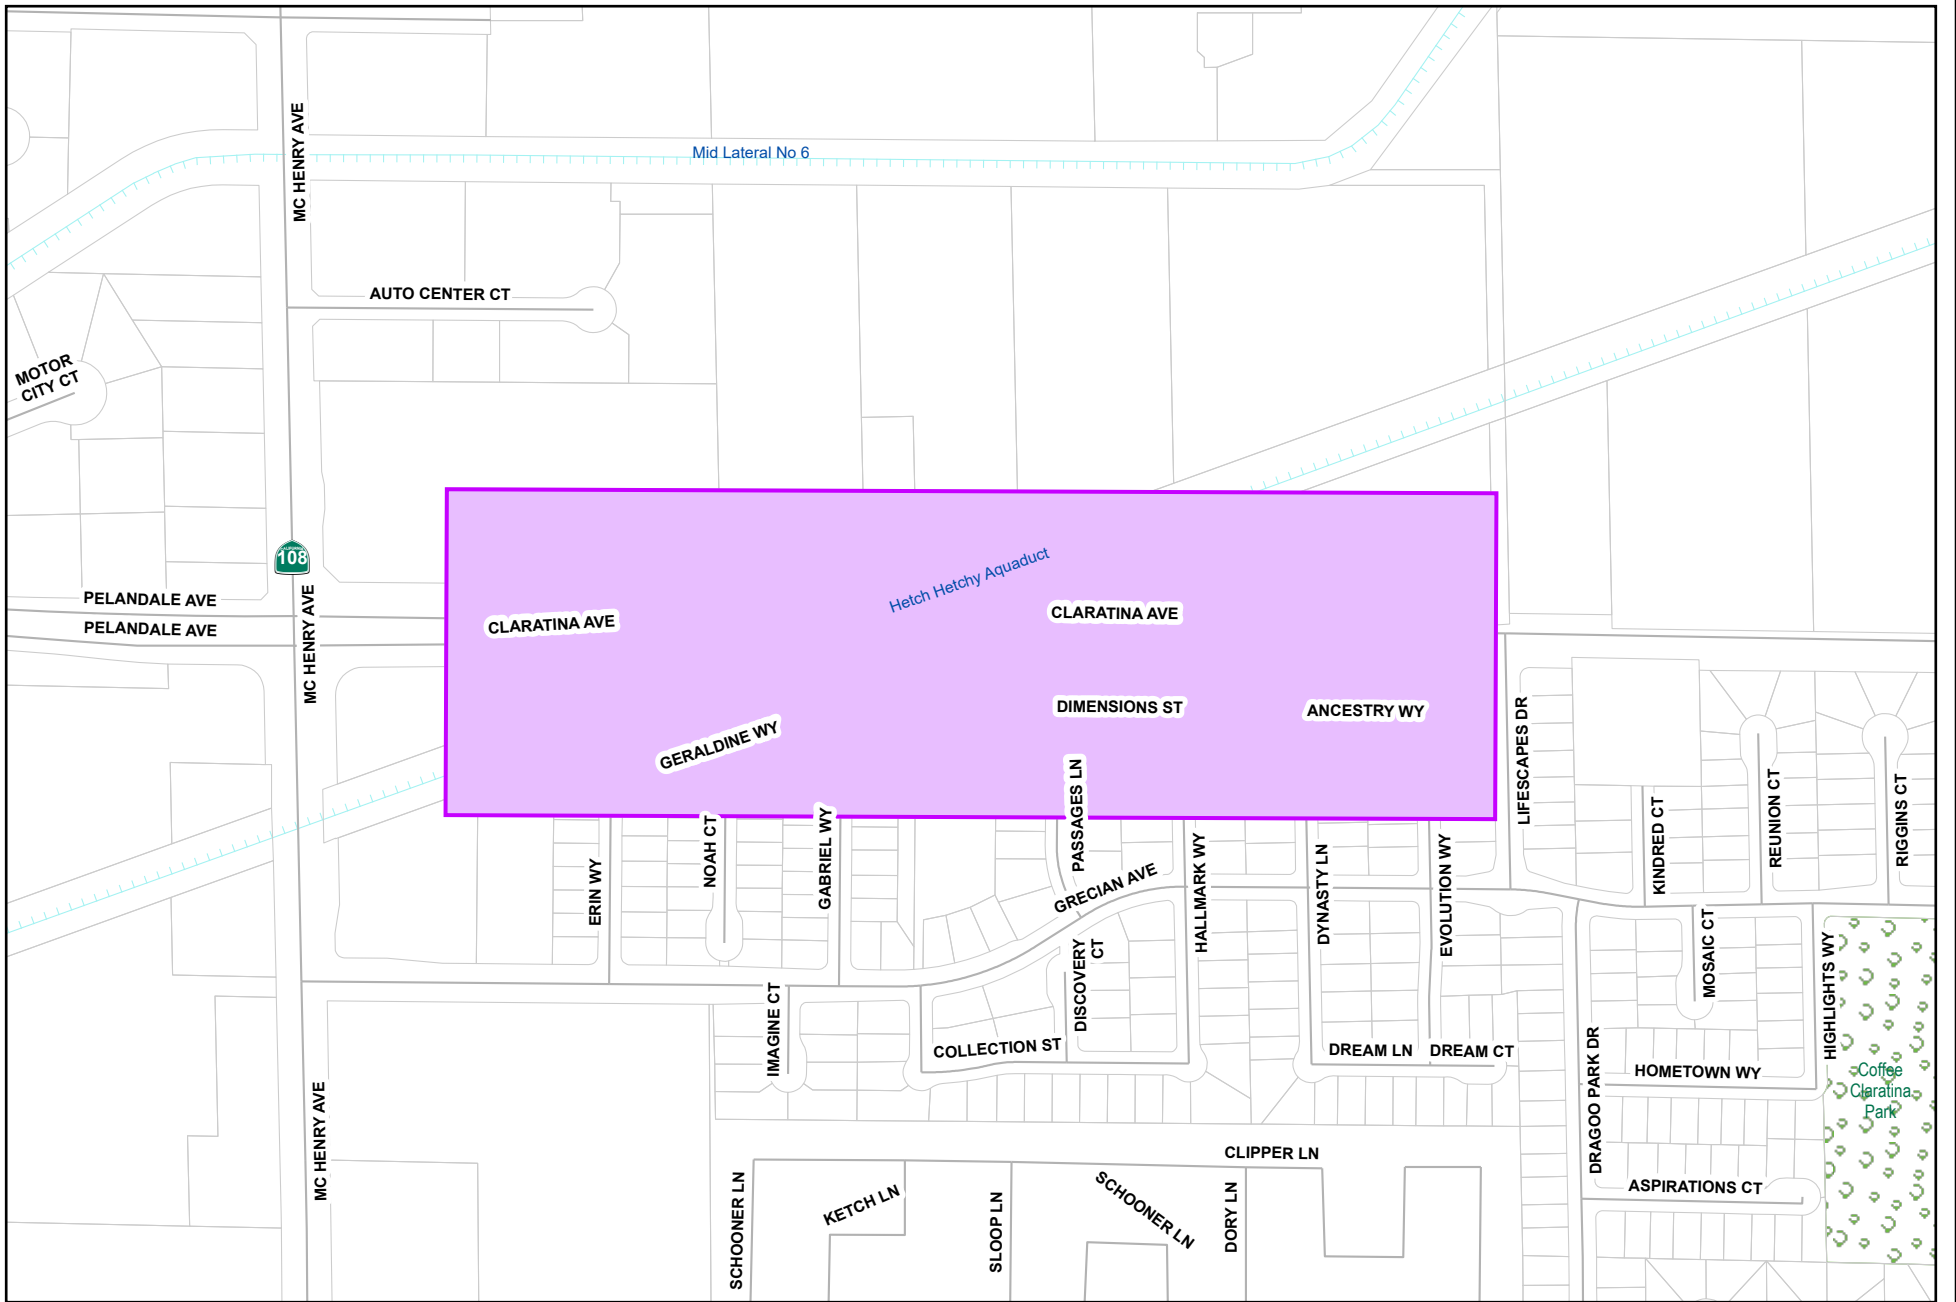 MC HENRY AVE
Mid Lateral No 6
AUTO CENTER CT
MOTOR
CITY CT
CALIFORNIA
108
Hetch Hetchy Aquaduct
PELANDALE AVE
PELANDALE AVE
CLARATINA AVE
CLARATINA AVE
MC HENRY AVE
DIMENSIONS ST
ANCESTRY WY
GERALDINE WY
LIFESCAPES DR
PASSAGES LN
NOAH CT
GABRIEL WY
ERIN WY
GRECIAN AVE
HALLMARK WY
DYNASTY LN
EVOLUTION WY
KINDRED CT
REUNION CT
RIGGINS CT
DISCOVERY
CT
MOSAIC CT
HIGHLIGHTS WY
IMAGINE CT
COLLECTION ST
DREAM LN
DREAM CT
HOMETOWN WY
Coffee
Claratina
Park
DRAGOO PARK DR
MC HENRY AVE
CLIPPER LN
SCHOONER LN
KETCH LN
SLOOP LN
SCHOONER LN
DORY LN
ASPIRATIONS CT